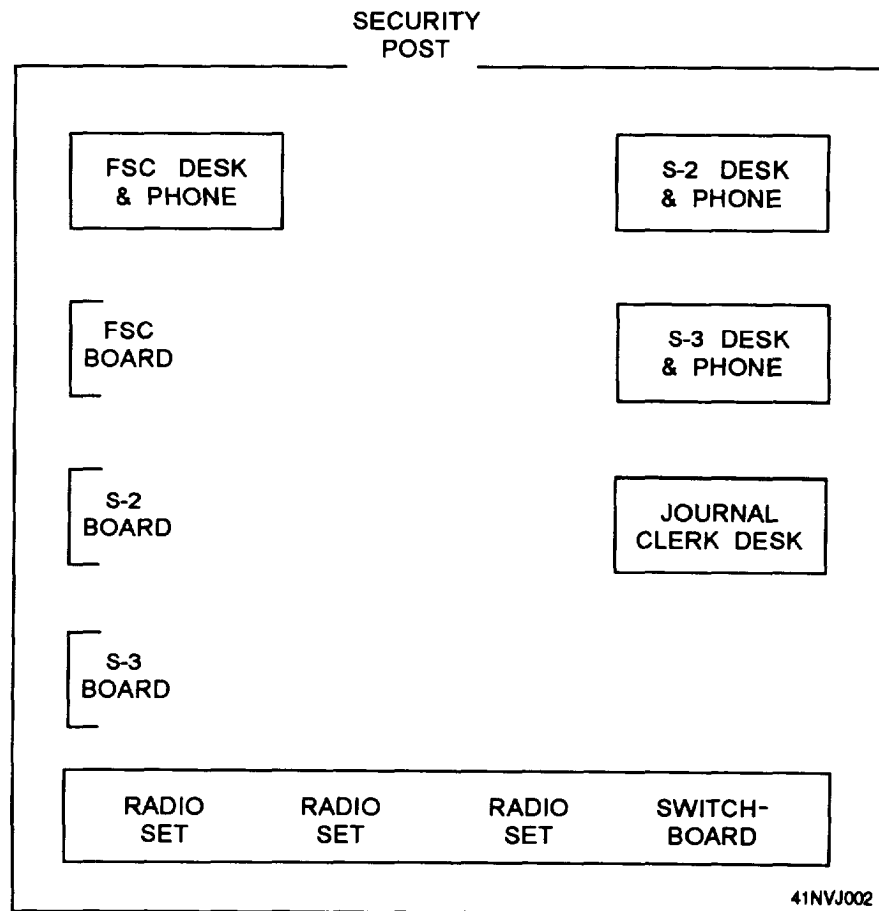 SECURITY
POST
FSC DESK
& PHONE
S-2 DESK
& PHONE
FSC
BOARD
S-3 DESK
& PHONE
S-2
BOARD
JOURNAL
CLERK DESK
S-3
BOARD
RADIO
SET
RADIO
SET
RADIO
SET
SWITCH-
BOARD
41NVJ002